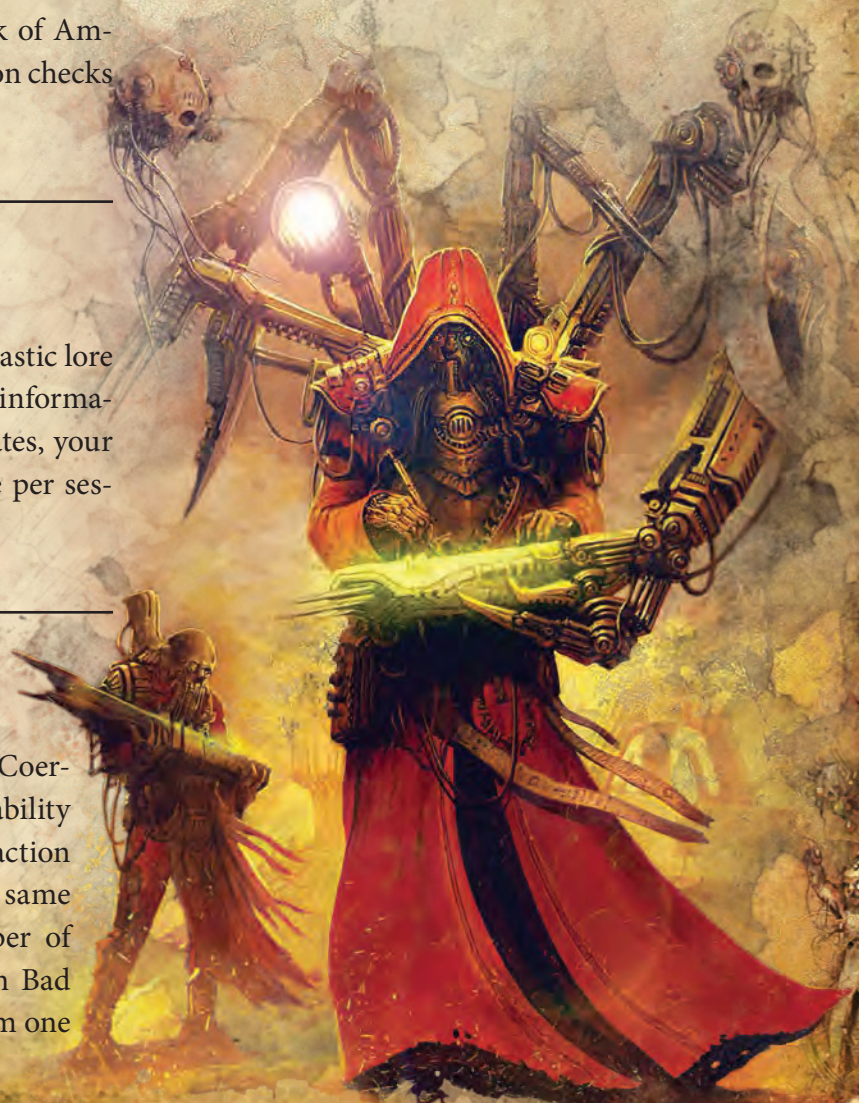 k of Am-
on checks
astic lore
informa-
ates, your
e per ses-
Coer-
ability
action
same
ber of
n Bad
m one